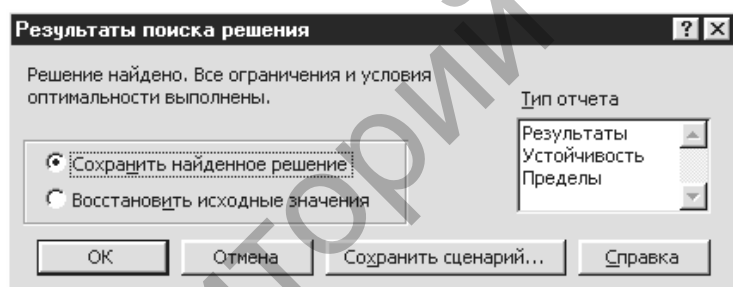 Результаты поиска решения
Решение найдено. Все ограничения и условия
оптимальности выполнены.
Тип отчета
Результаты
Устойчивость
Пределы
Сохранить найденное решение
Восстановить исходные значения
ОК
Отмена
Сохранить сценарий...
Справка